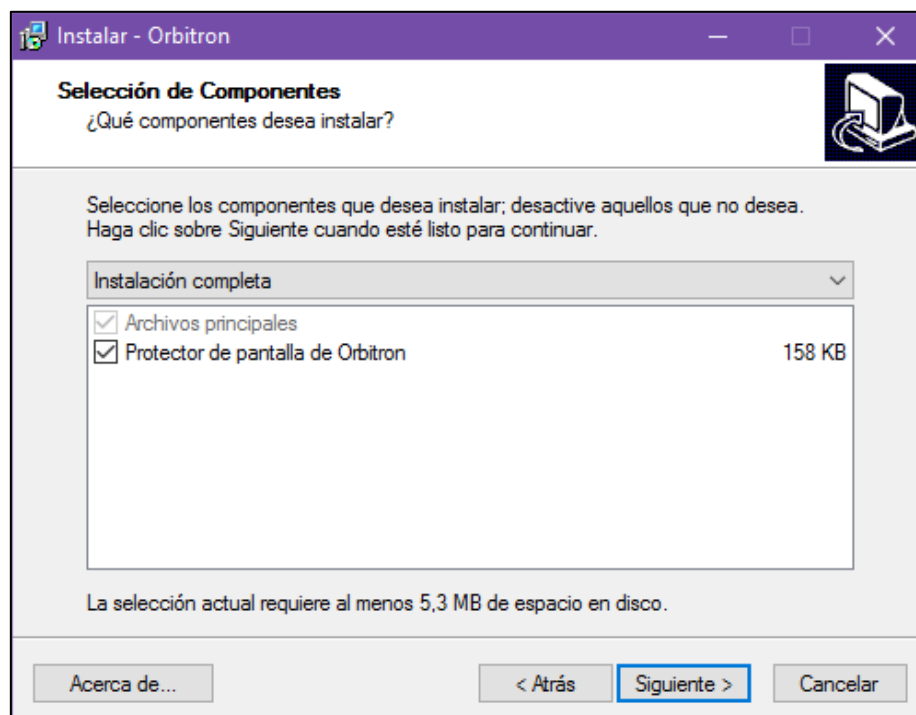 Instalar - Orbitron
Selección de Componentes
¿Qué componentes desea instalar?
Seleccione los componentes que desea instalar; desactive aquellos que no desea.
Haga clic sobre Siguiente cuando esté listo para continuar.
Instalación completa
Archivos principales
Protector de pantalla de Orbitron 158 KB
La selección actual requiere al menos 5,3 MB de espacio en disco.
Acerca de... < Atrás Siguiente > Cancelar